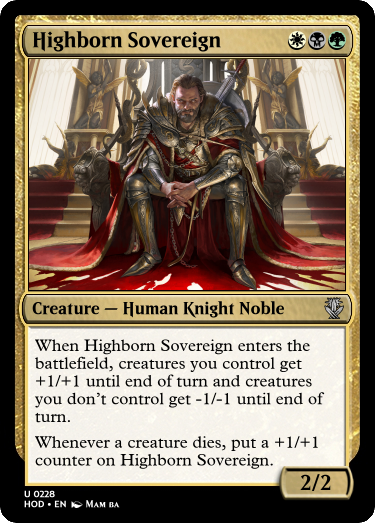 Highborn Sovereign
Creature — Human Knight Noble
When Highborn Sovereign enters the
battlefield, creatures you control get
+1/+1 until end of turn and creatures
you don't control get -1/-1 until end of
turn.
Whenever a creature dies, put a +1/+1
counter on Highborn Sovereign.
2/2
U 0228
HOD • EN Mam ba